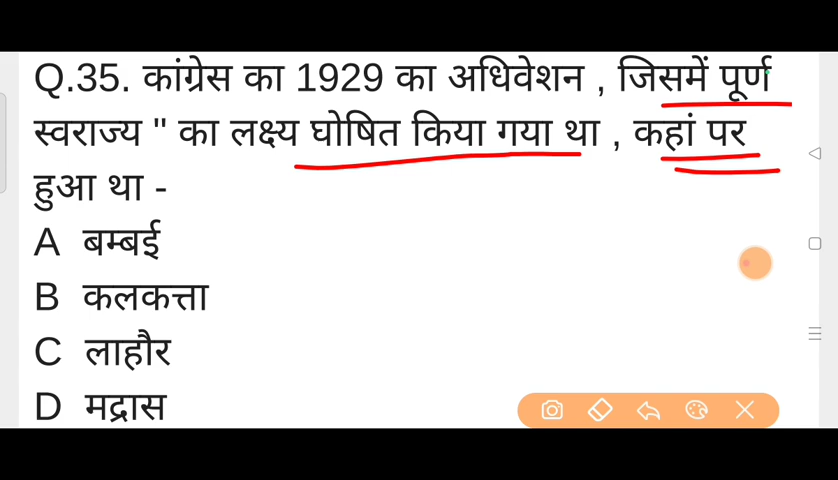 Q.35. कांग्रेस का 1929 का अधिवेशन , जिसमें पूर्ण
स्वराज्य " का लक्ष्य घोषित किया गया था , कहां पर
हुआ था -
A बम्बई
B कलकत्ता
C लाहौर
D मद्रास